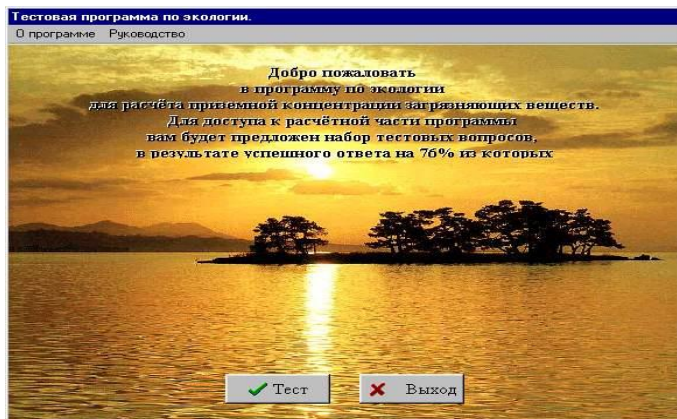 Тестовая программа по экологии.
О программе Руководство
Добро пожаловать
в программу по экологии
для расчёта приземной концентрации загрязняющих веществ.
Для доступа к расчётной части программы
вам будет предложен набор тестовых вопросов,
в результате успешного ответа на 76% из которых
Тест Выход